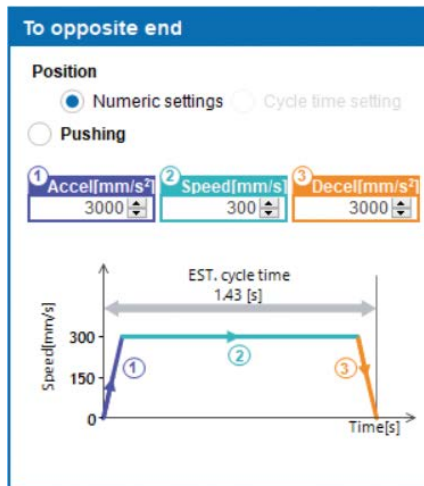 To opposite end
Position
Numeric settings Cycle time setting
Pushing
1 Accel[mm/s²] 2 Speed[mm/s] 3 Decel[mm/s²]
3000 300 3000
EST. cycle time
1.43 [s]
Speed[mm/s]
300
150
0
1 2 3
Time[s]